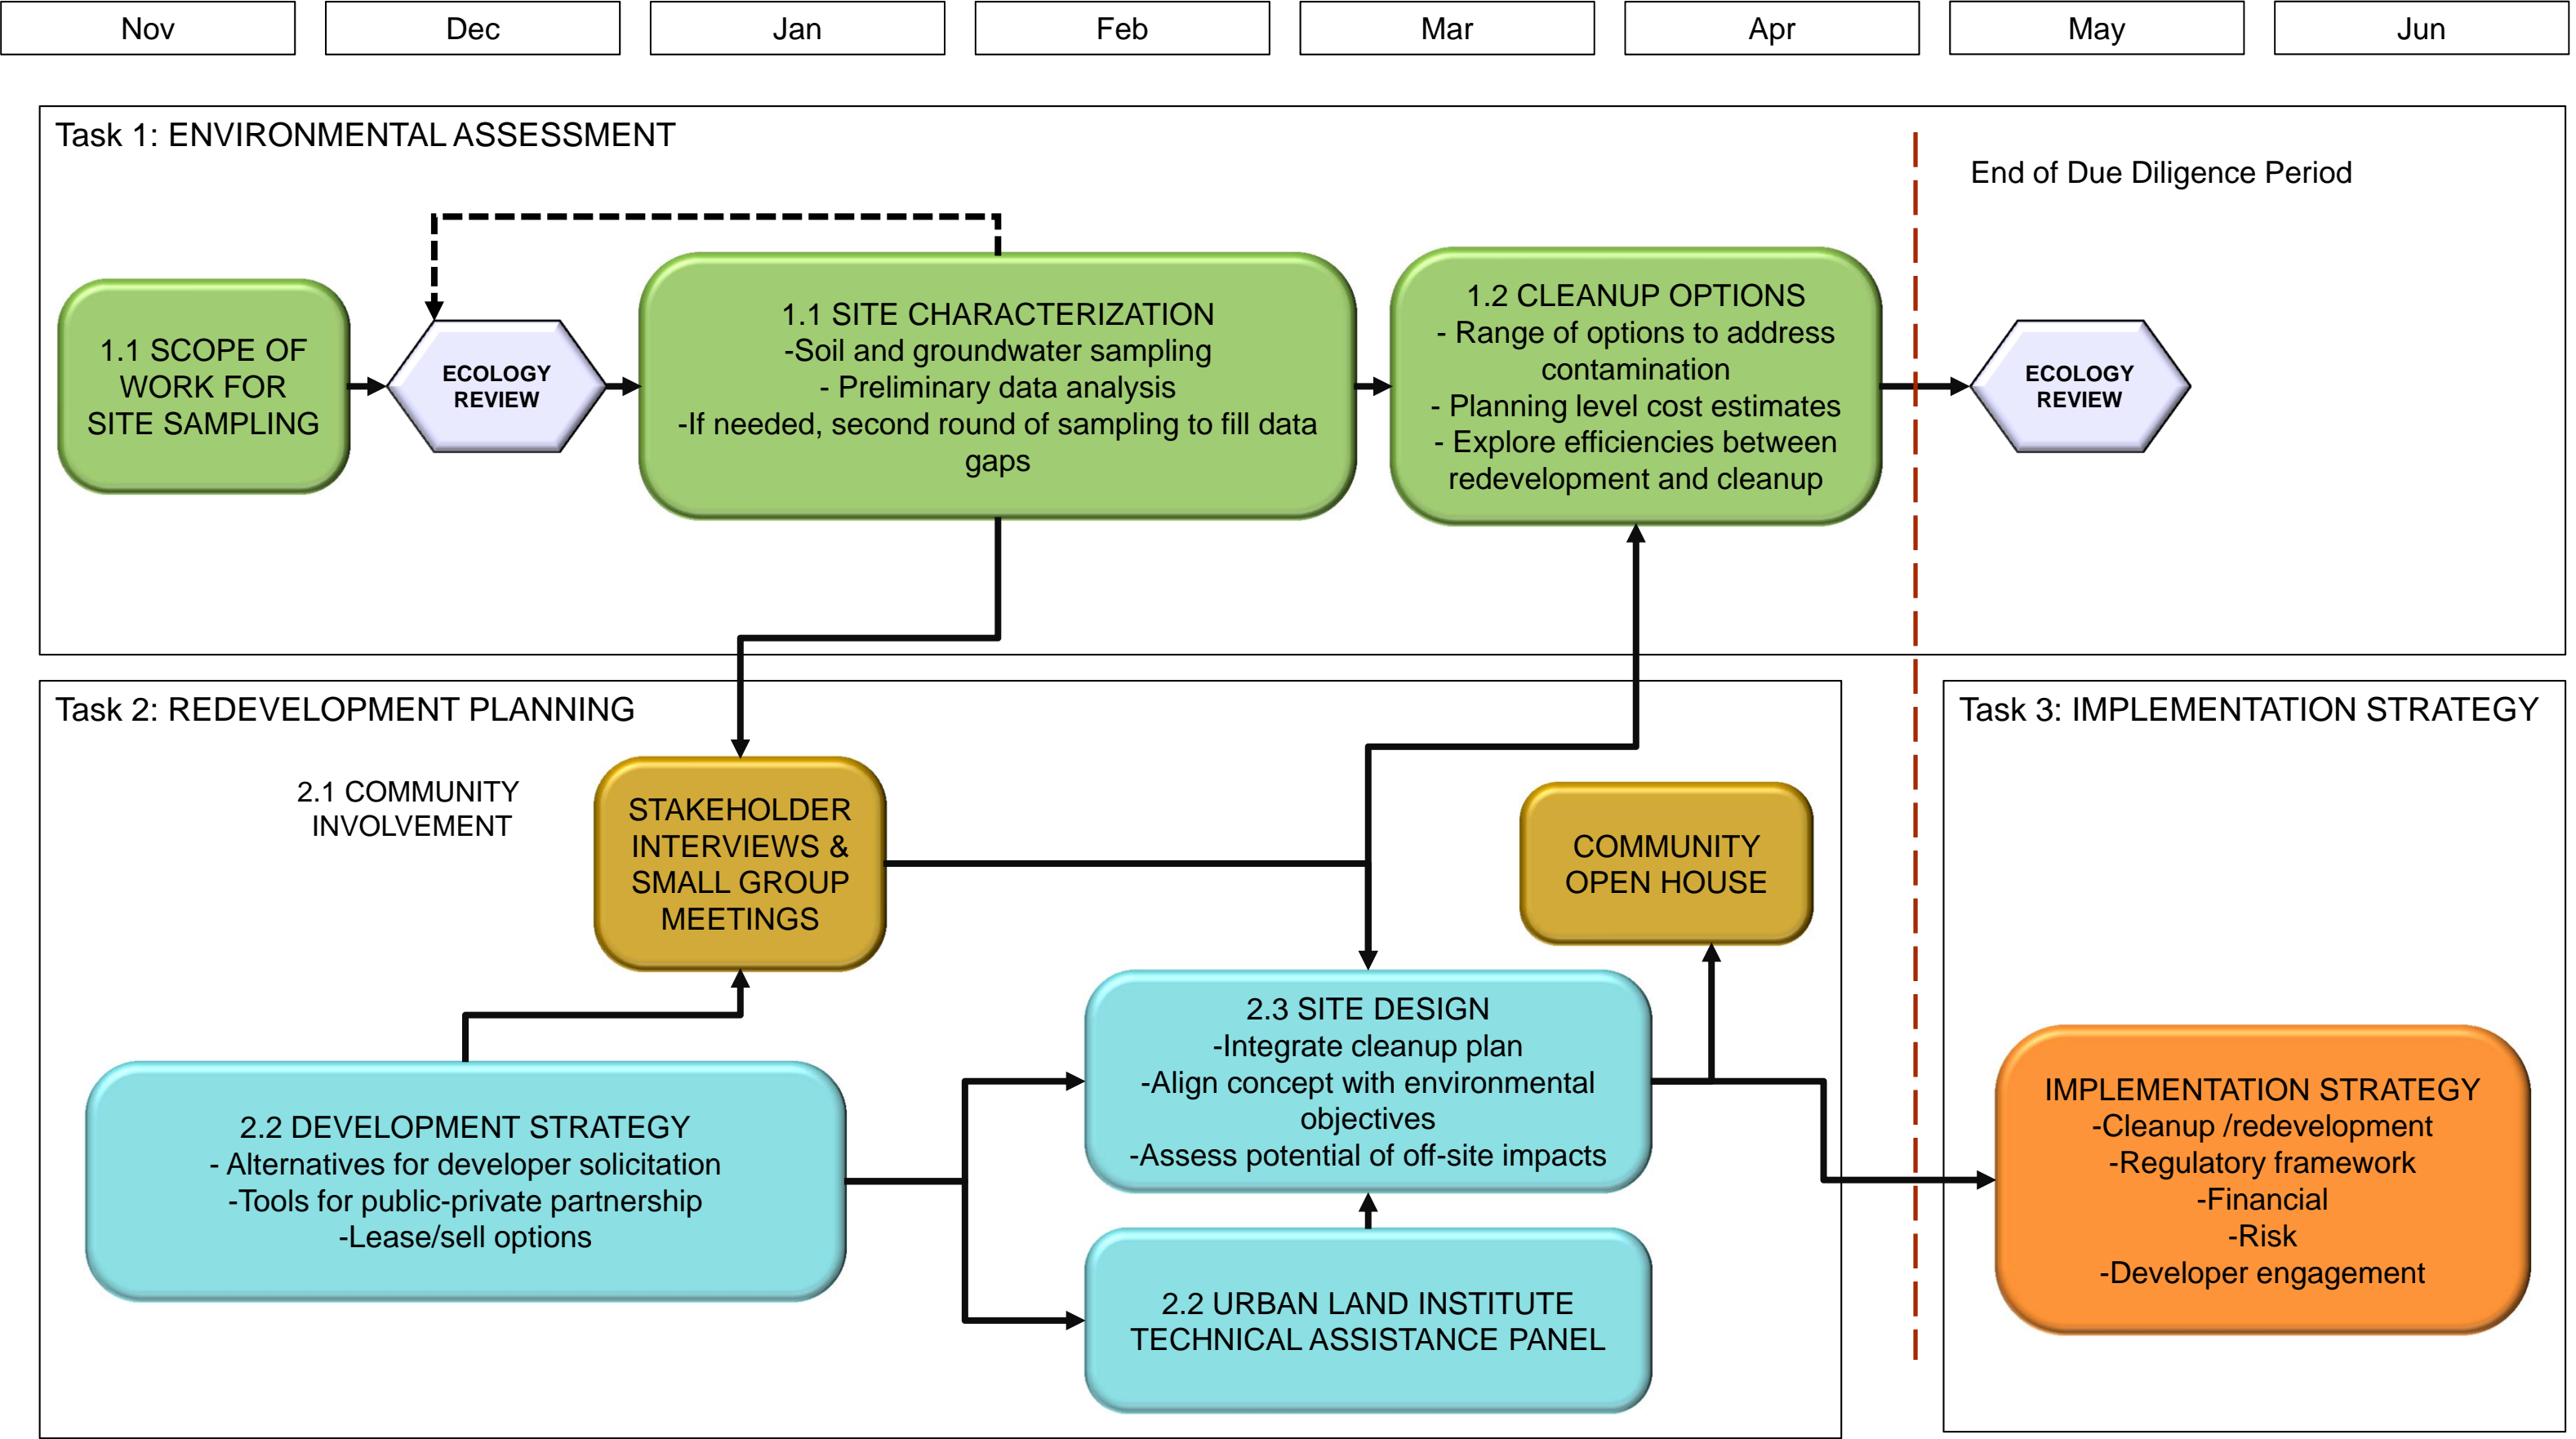 Nov
Dec
Jan
Feb
Mar
Apr
May
Jun
Task 1: ENVIRONMENTAL ASSESSMENT
End of Due Diligence Period
1.1 SCOPE OF
WORK FOR
SITE SAMPLING
ECOLOGY
REVIEW
1.1 SITE CHARACTERIZATION
-Soil and groundwater sampling
- Preliminary data analysis
-If needed, second round of sampling to fill data
gaps
1.2 CLEANUP OPTIONS
- Range of options to address
contamination
- Planning level cost estimates
- Explore efficiencies between
redevelopment and cleanup
ECOLOGY
REVIEW
Task 2: REDEVELOPMENT PLANNING
2.1 COMMUNITY
INVOLVEMENT
STAKEHOLDER
INTERVIEWS &
SMALL GROUP
MEETINGS
COMMUNITY
OPEN HOUSE
2.2 DEVELOPMENT STRATEGY
- Alternatives for developer solicitation
-Tools for public-private partnership
-Lease/sell options
2.3 SITE DESIGN
-Integrate cleanup plan
-Align concept with environmental
objectives
-Assess potential of off-site impacts
2.2 URBAN LAND INSTITUTE
TECHNICAL ASSISTANCE PANEL
Task 3: IMPLEMENTATION STRATEGY
IMPLEMENTATION STRATEGY
-Cleanup /redevelopment
-Regulatory framework
-Financial
-Risk
-Developer engagement